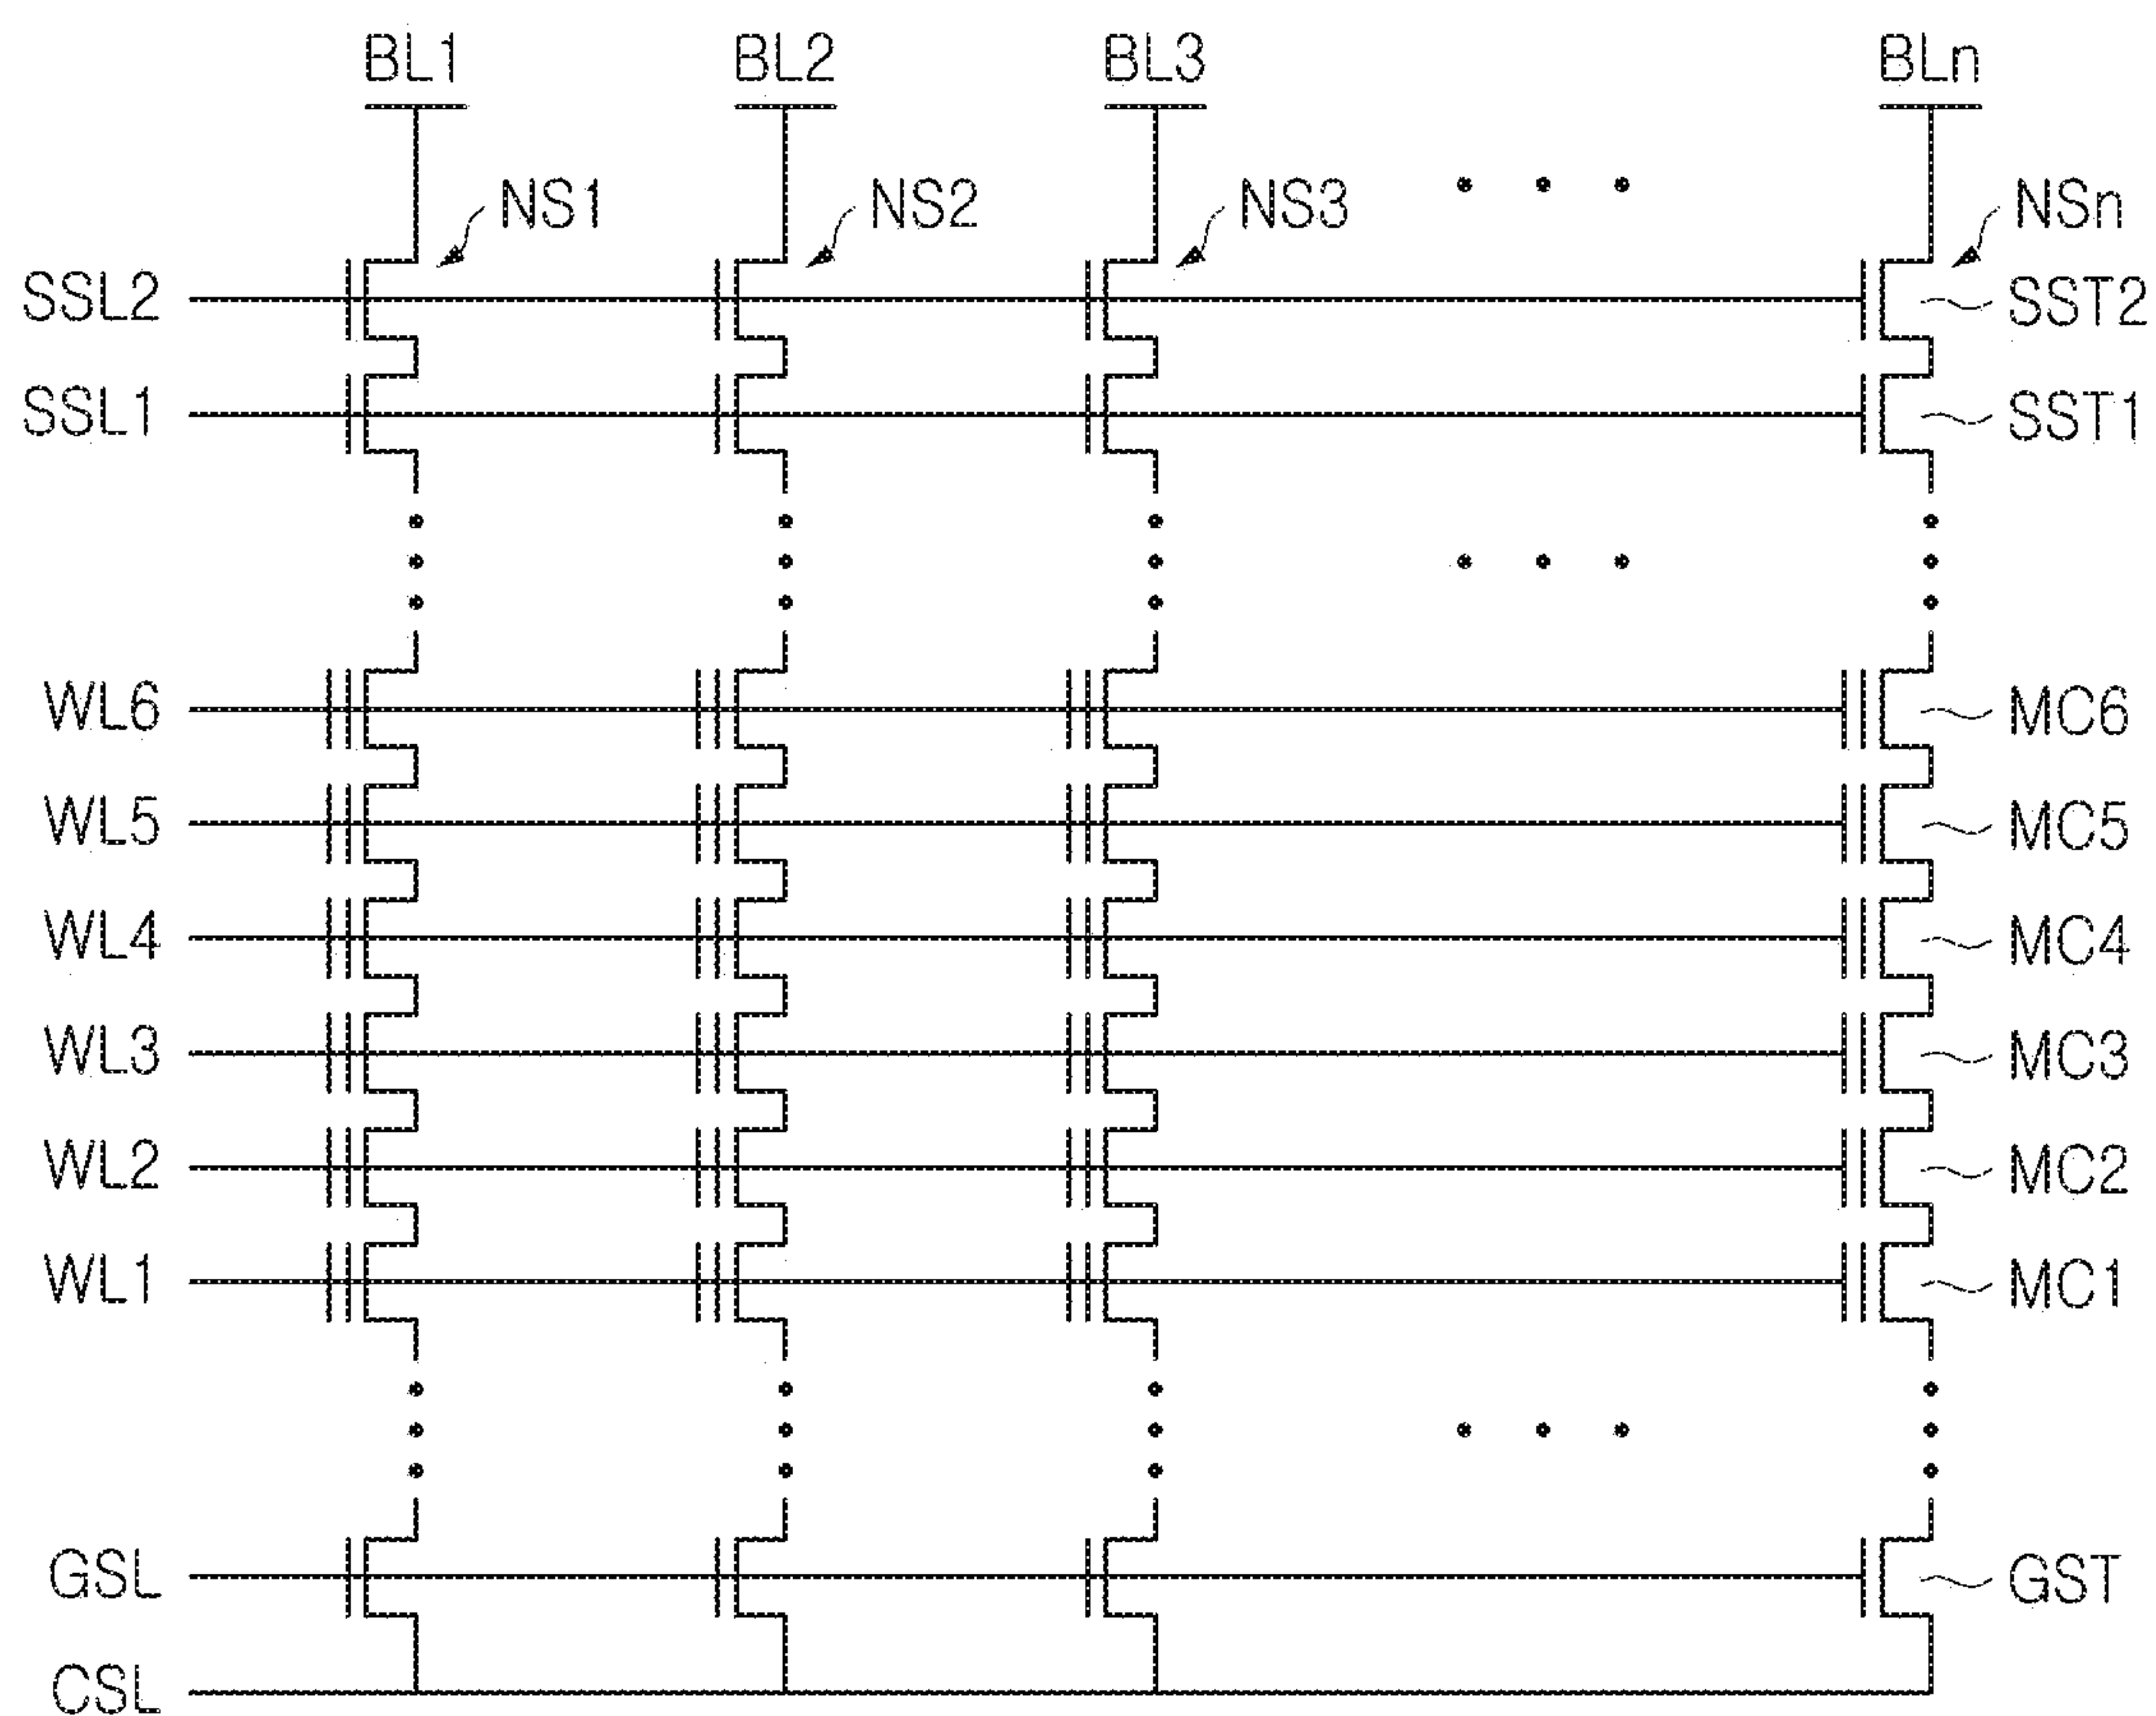 BL1 BL2 BL3 BLn
NS1 NS2 NS3 NSn
SSL2 SST2
SSL1 SST1
WL6 MC6
WL5 MC5
WL4 MC4
WL3 MC3
WL2 MC2
WL1 MC1
GSL GST
CSL